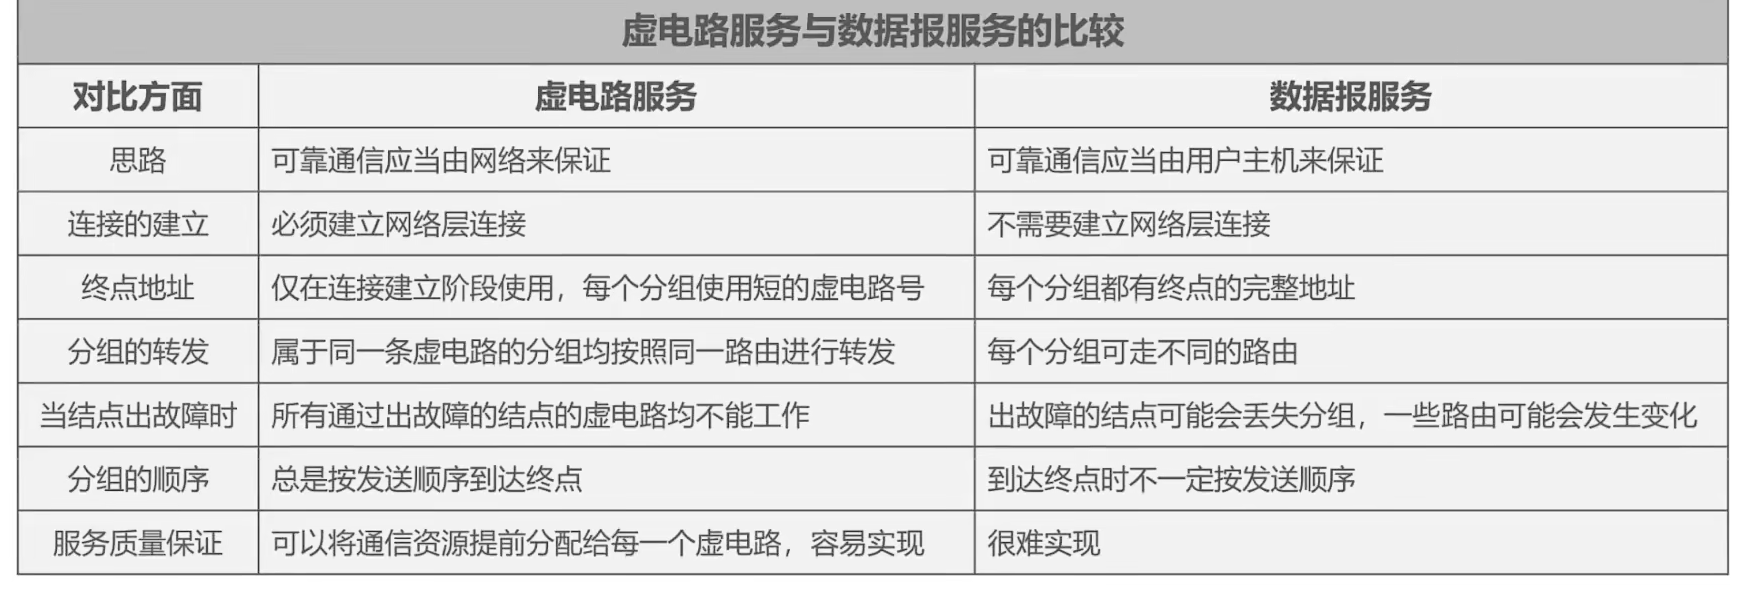 虚电路服务与数据报服务的比较
对比方面 虚电路服务 数据报服务
思路 可靠通信应当由网络来保证 可靠通信应当由用户主机来保证
连接的建立 必须建立网络层连接 不需要建立网络层连接
终点地址 仅在连接建立阶段使用，每个分组使用短的虚电路号 每个分组都有终点的完整地址
分组的转发 属于同一条虚电路的分组均按照同一路由进行转发 每个分组可走不同的路由
当结点出故障时 所有通过出故障的结点的虚电路均不能工作 出故障的结点可能会丢失分组，一些路由可能会发生变化
分组的顺序 总是按发送顺序到达终点 到达终点时不一定按发送顺序
服务质量保证 可以将通信资源提前分配给每一个虚电路，容易实现 很难实现